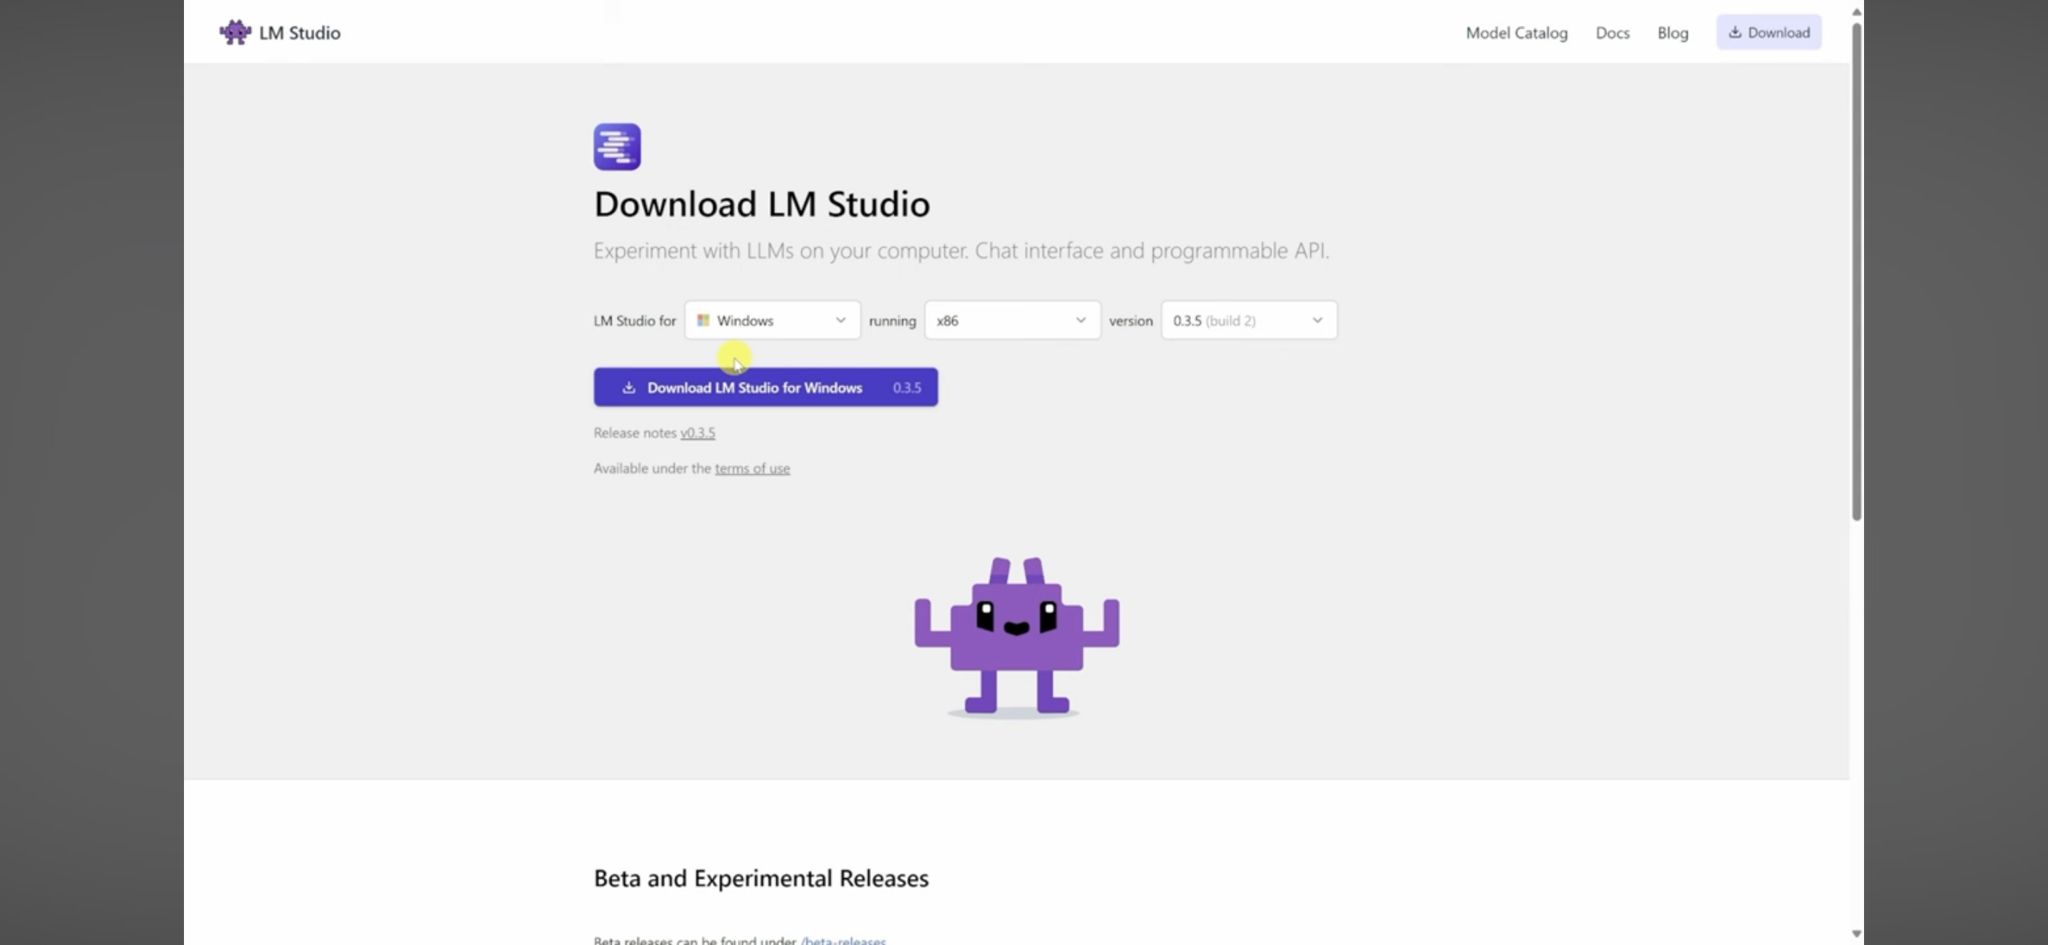 LM Studio
Model Catalog
Docs
Blog
Download
Download LM Studio
Experiment with LLMs on your computer. Chat interface and programmable API.
LM Studio for Windows running x86 version 0.3.5 (build 2)
Download LM Studio for Windows 0.3.5
Release notes v0.3.5
Available under the terms of use
Beta and Experimental Releases
Beta releases can be found under /beta-releases